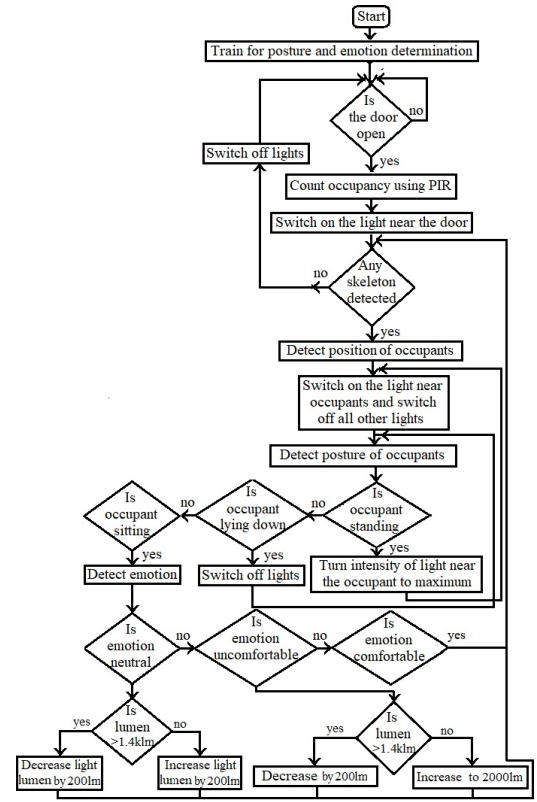 Start
Train for posture and emotion determination
Is
the door
open
no
yes
Switch off lights
Count occupancy using PIR
Switch on the light near the door
Any
skeleton
detected
no
yes
Detect position of occupants
Switch on the light near
occupants and switch
off all other lights
Detect posture of occupants
Is
occupant
standing
no
yes
Is
occupant
lying down
no
yes
Is
occupant
sitting
yes
Turn intensity of light near
the occupant to maximum
Switch off lights
Detect emotion
Is
emotion
neutral
no
Is
emotion
uncomfortable
no
Is
emotion
comfortable
yes
Is
lumen
>1.4klm
yes
no
Is
lumen
>1.4klm
yes
no
Decrease light
lumen by 200lm
Increase light
lumen by 200lm
Decrease by 200lm
Increase to 2000lm